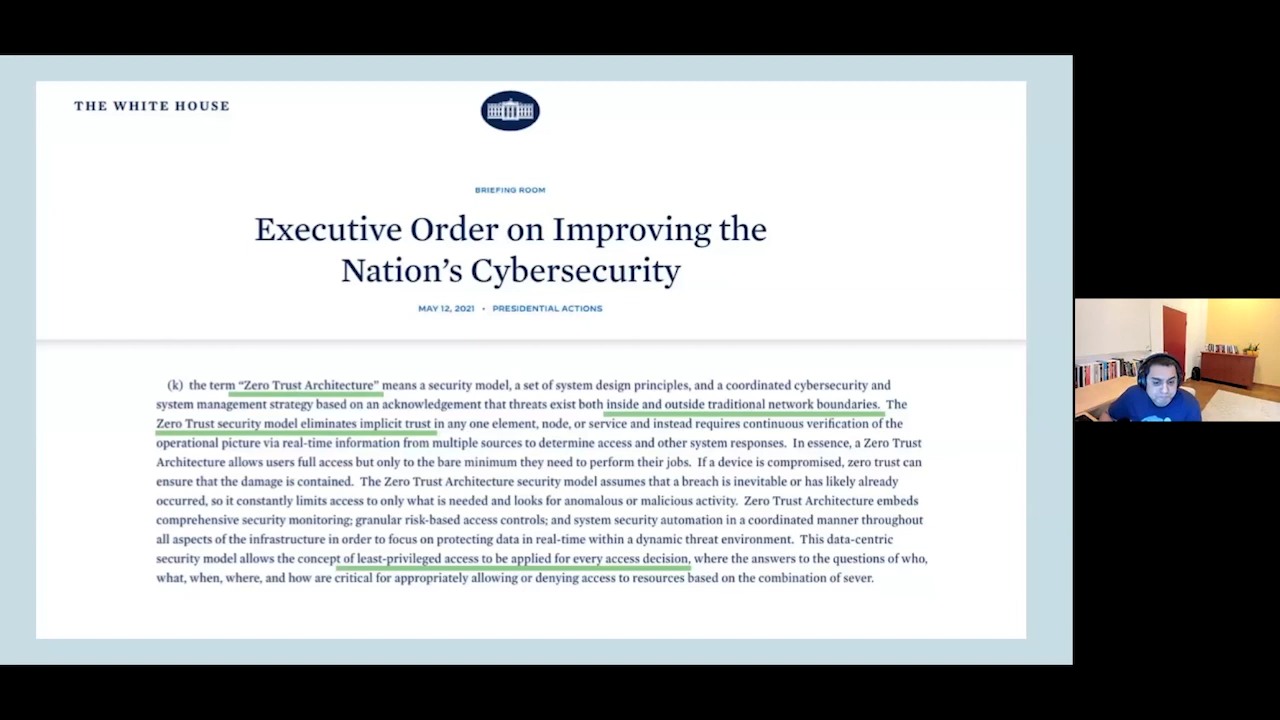 THE WHITE HOUSE
BRIEFING ROOM
Executive Order on Improving the
Nation’s Cybersecurity
MAY 12, 2021 • PRESIDENTIAL ACTIONS
(k) the term “Zero Trust Architecture” means a security model, a set of system design principles, and a coordinated cybersecurity and
system management strategy based on an acknowledgement that threats exist both inside and outside traditional network boundaries. The
Zero Trust security model eliminates implicit trust in any one element, node, or service and instead requires continuous verification of the
operational picture via real-time information from multiple sources to determine access and other system responses. In essence, a Zero Trust
Architecture allows users full access but only to the bare minimum they need to perform their jobs. If a device is compromised, zero trust can
ensure that the damage is contained. The Zero Trust Architecture security model assumes that a breach is inevitable or has likely already
occurred, so it constantly limits access to only what is needed and looks for anomalous or malicious activity. Zero Trust Architecture embeds
comprehensive security monitoring; granular risk-based access controls; and system security automation in a coordinated manner throughout
all aspects of the infrastructure in order to focus on protecting data in real-time within a dynamic threat environment. This data-centric
security model allows the concept of least-privileged access to be applied for every access decision, where the answers to the questions of who,
what, when, where, and how are critical for appropriately allowing or denying access to resources based on the combination of sever.